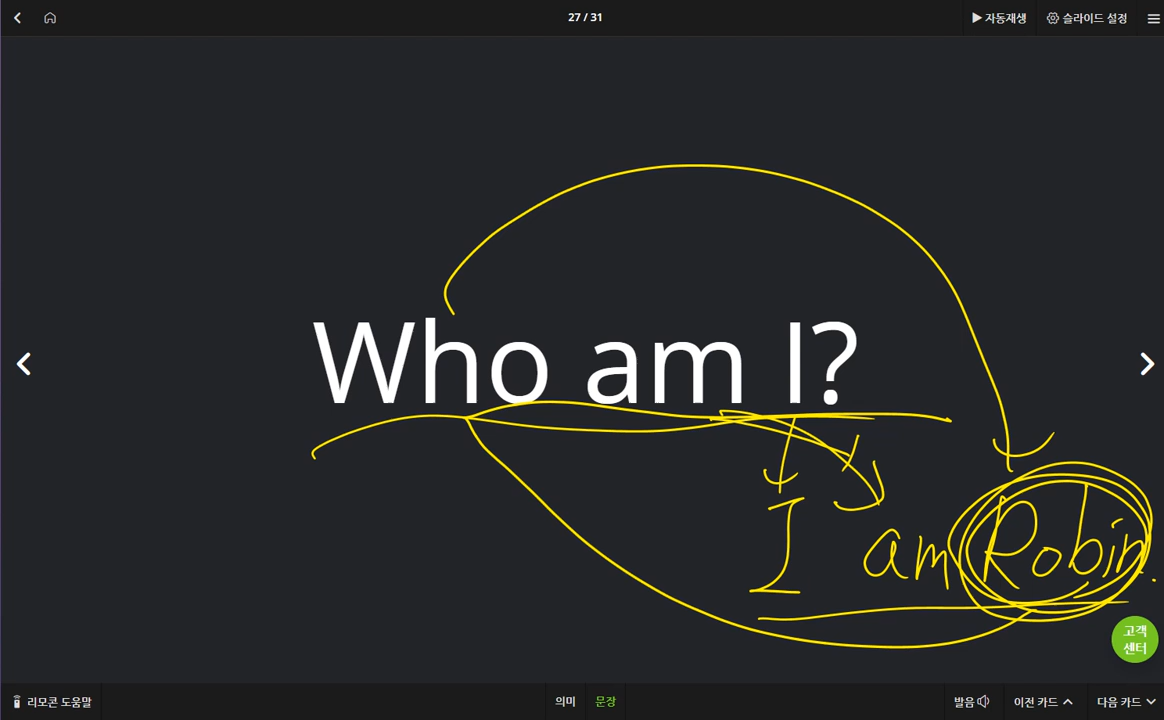 27 / 31
자동재생
슬라이드 설정
Who am I?
I am Robin.
고객
센터
리모콘 도움말
의미
문장
발음
이전 카드
다음 카드